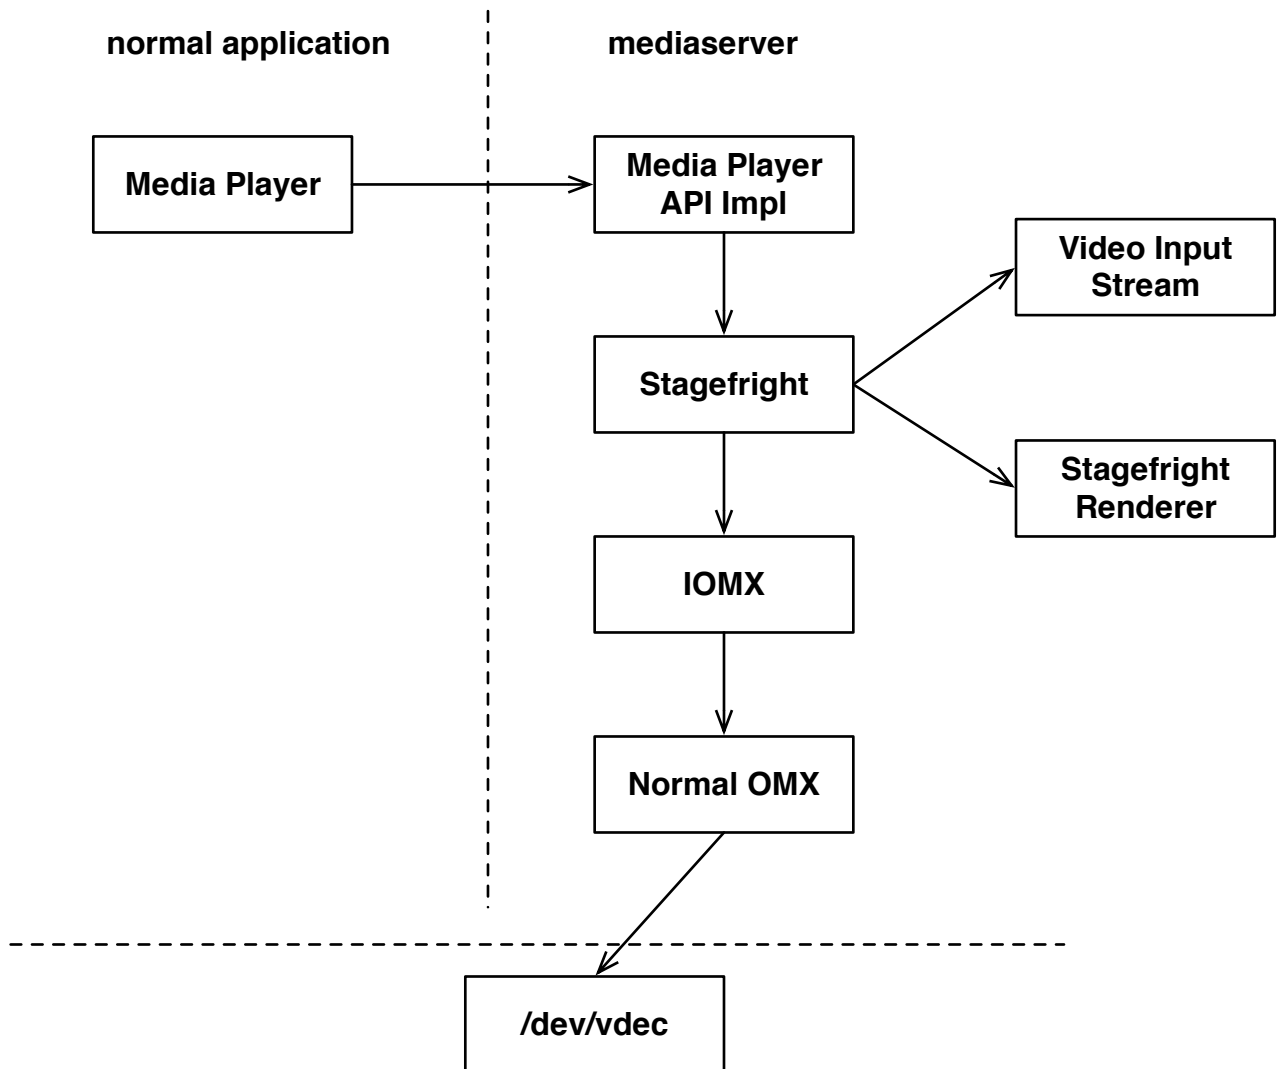 normal application
mediaserver
Media Player
Media Player
API Impl
Video Input
Stream
Stagefright
Stagefright
Renderer
IOMX
Normal OMX
/dev/vdec